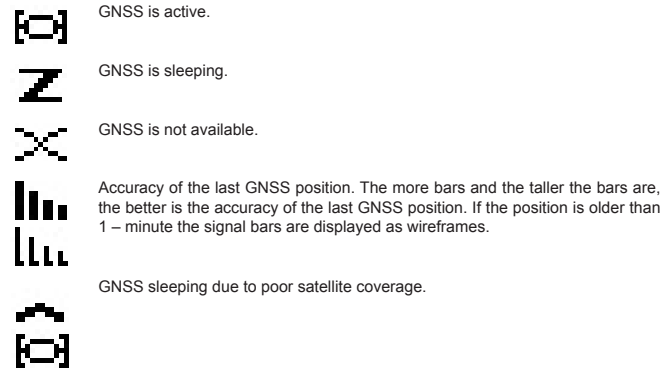 GNSS is active.
GNSS is sleeping.
GNSS is not available.
Accuracy of the last GNSS position. The more bars and the taller the bars are,
the better is the accuracy of the last GNSS position. If the position is older than
1 – minute the signal bars are displayed as wireframes.
GNSS sleeping due to poor satellite coverage.